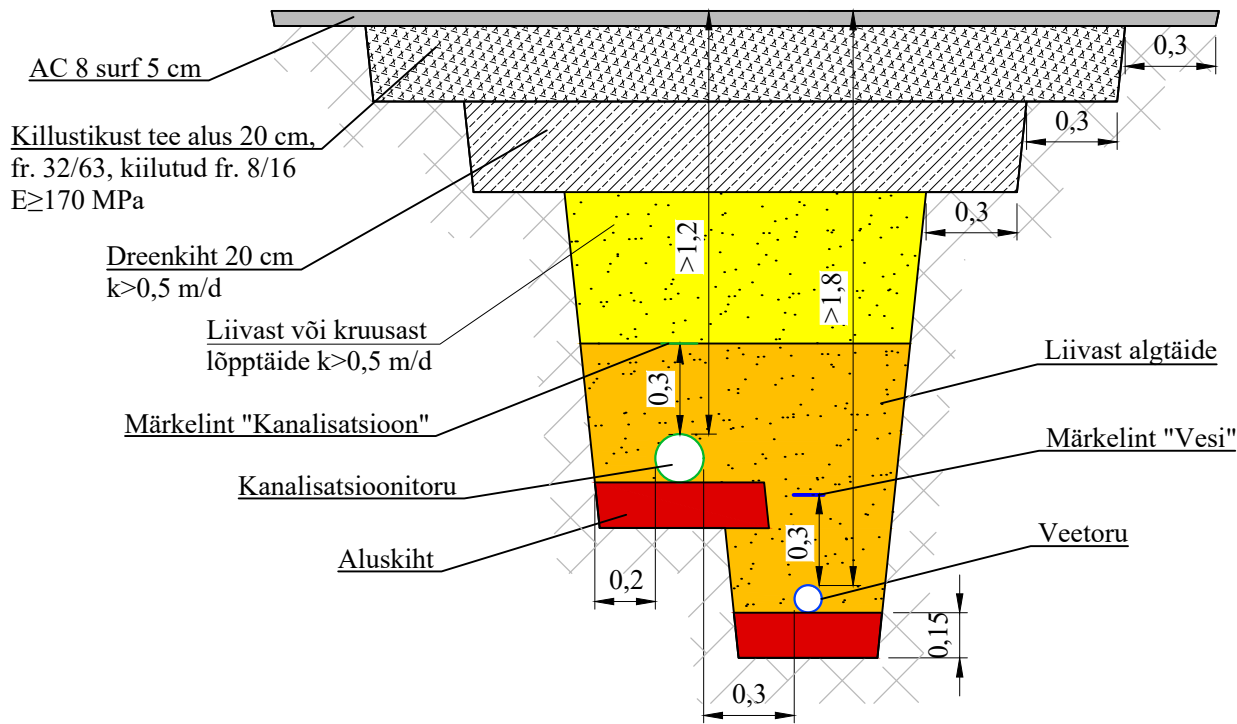 AC 8 surf 5 cm
Killustikust tee alus 20 cm,
fr. 32/63, kiilutud fr. 8/16
E≥170 MPa
Dreenkiht 20 cm
k>0,5 m/d
Liivast või kruusast
lõpptäide k>0,5 m/d
Märkelint "Kanalisatsioon"
Kanalisatsioonitoru
Aluskiht
0,3
0,3
0,3
>1,2
>1,8
0,3
Liivast algtäide
Märkelint "Vesi"
Veetoru
0,3
0,2
0,15
0,3